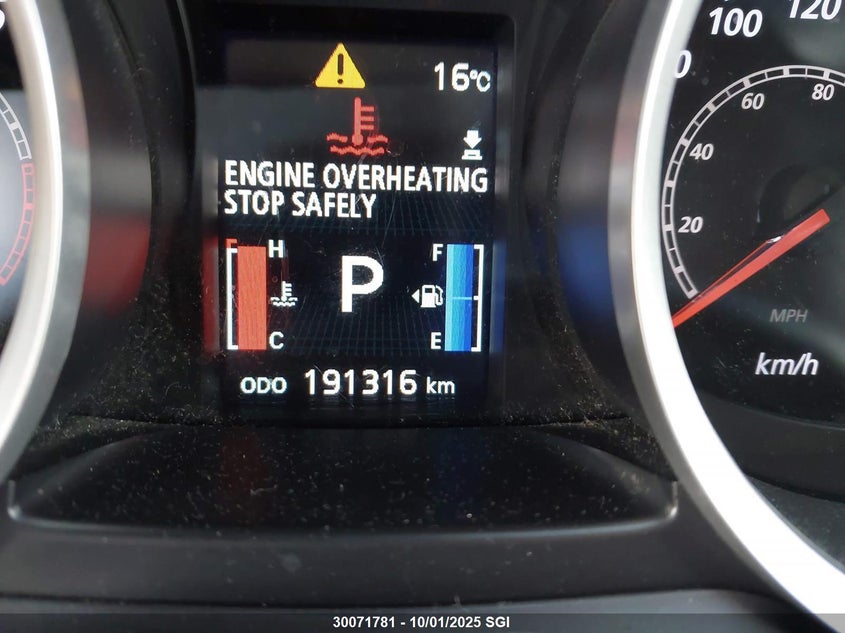 100
120
16°C
0
60
80
ENGINE OVERHEATING
STOP SAFELY
40
20
H
P
F
C
E
MPH
km/h
ODO 191316 km
30071781 - 10/01/2025 SGI